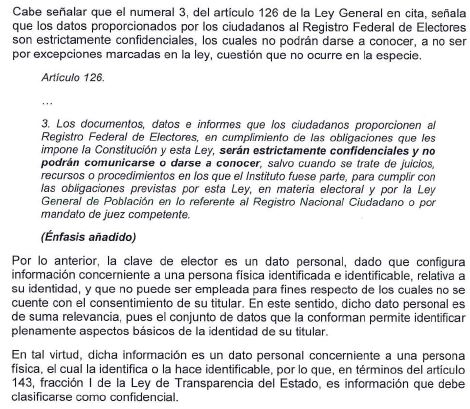 Cabe señalar que el numeral 3, del artículo 126 de la Ley General en cita, señala
que los datos proporcionados por los ciudadanos al Registro Federal de Electores
son estrictamente confidenciales, los cuales no podrán darse a conocer, a no ser
por excepciones marcadas en la ley, cuestión que no ocurre en la especie.
Artículo 126.
...
3. Los documentos, datos e informes que los ciudadanos proporcionen al
Registro Federal de Electores, en cumplimiento de las obligaciones que les
impone la Constitución y esta Ley, serán estrictamente confidenciales y no
podrán comunicarse o darse a conocer, salvo cuando se trate de juicios,
recursos o procedimientos en los que el Instituto fuese parte, para cumplir con
las obligaciones previstas por esta Ley, en materia electoral y por la Ley
General de Población en lo referente al Registro Nacional Ciudadano o por
mandato de juez competente.
(Énfasis añadido)
Por lo anterior, la clave de elector es un dato personal, dado que configura
información concerniente a una persona física identificada e identificable, relativa a
su identidad, y que no puede ser empleada para fines respecto de los cuales no se
cuente con el consentimiento de su titular. En este sentido, dicho dato personal es
de suma relevancia, pues el conjunto de datos que la conforman permite identificar
plenamente aspectos básicos de la identidad de su titular.
En tal virtud, dicha información es un dato personal concerniente a una persona
física, el cual la identifica o la hace identificable, por lo que, en términos del artículo
143, fracción I de la Ley de Transparencia del Estado, es información que debe
clasificarse como confidencial.